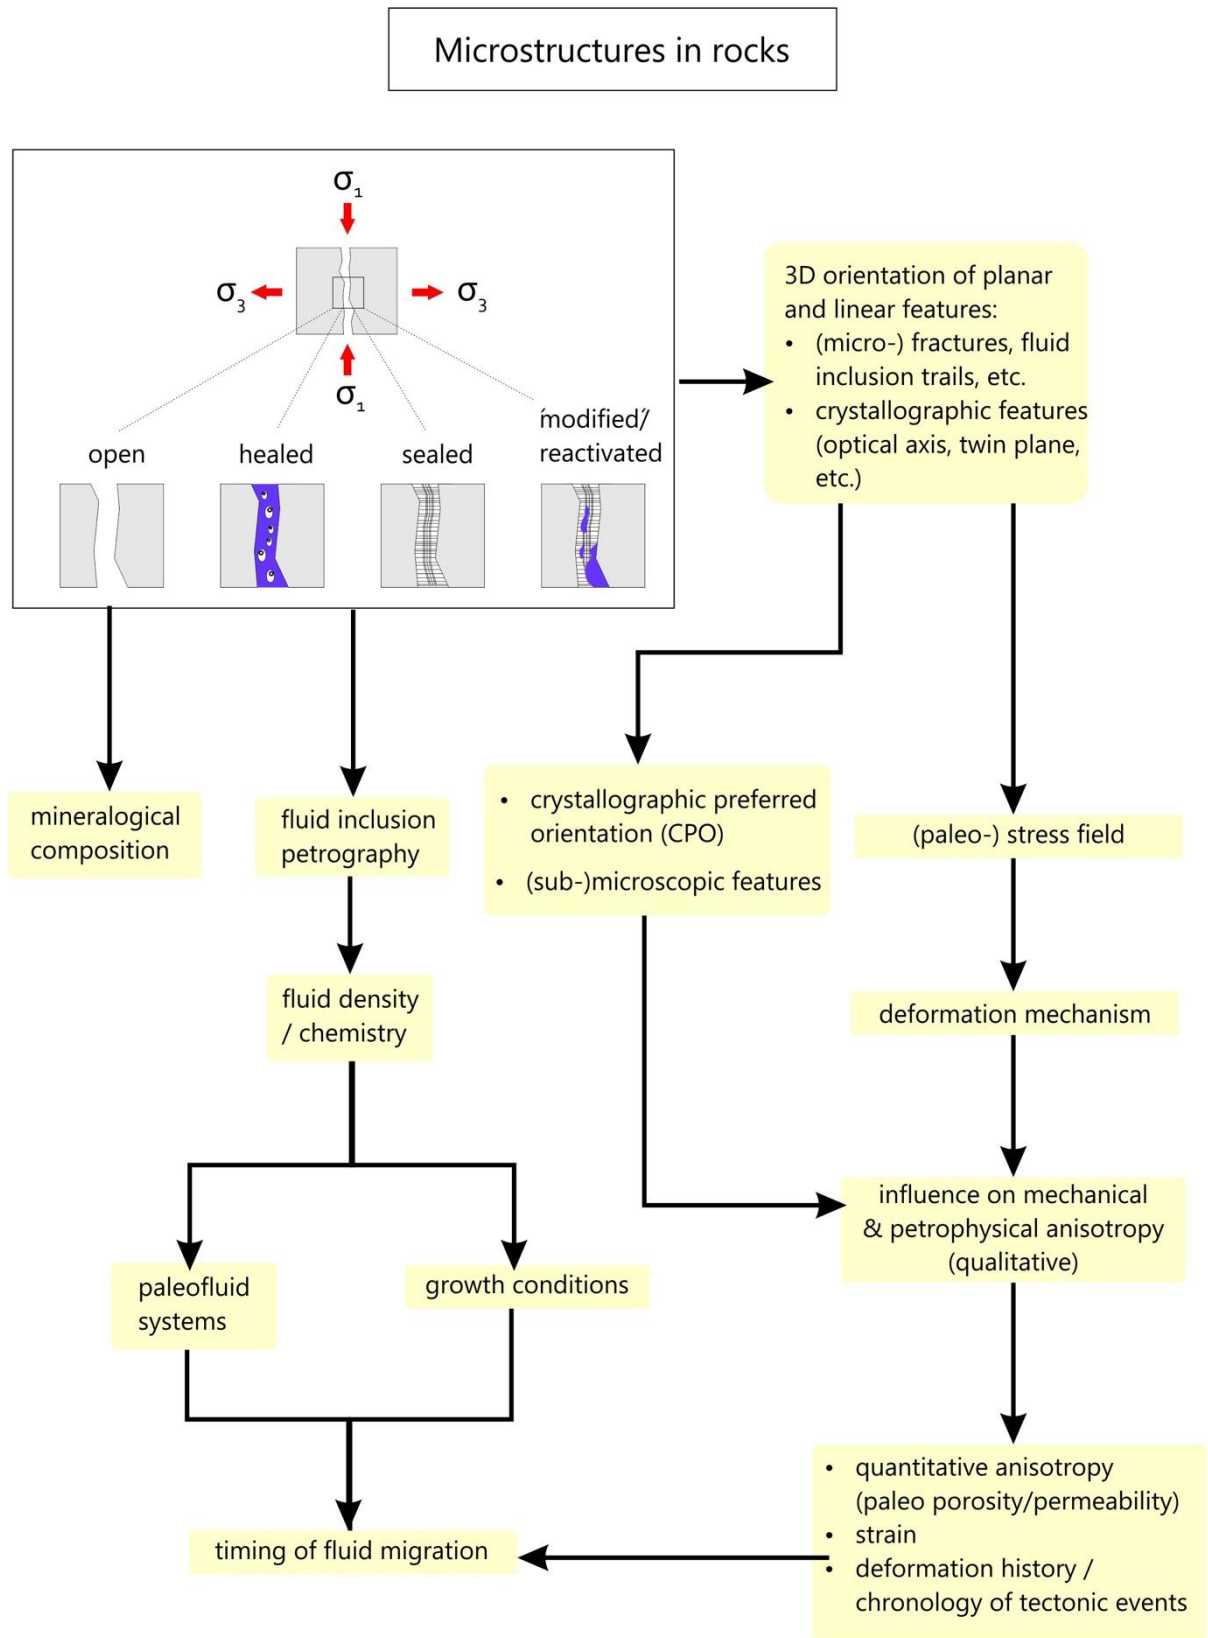 Microstructures in rocks
σ1
σ3
σ3
σ1
open
healed
sealed
modified/
reactivated
3D orientation of planar
and linear features:
• (micro-) fractures, fluid
inclusion trails, etc.
• crystallographic features
(optical axis, twin plane,
etc.)
mineralogical
composition
fluid inclusion
petrography
• crystallographic preferred
orientation (CPO)
• (sub-)microscopic features
(paleo-) stress field
fluid density
/ chemistry
deformation mechanism
influence on mechanical
& petrophysical anisotropy
(qualitative)
paleofluid
systems
growth conditions
• quantitative anisotropy
(paleo porosity/permeability)
• strain
• deformation history /
chronology of tectonic events
timing of fluid migration